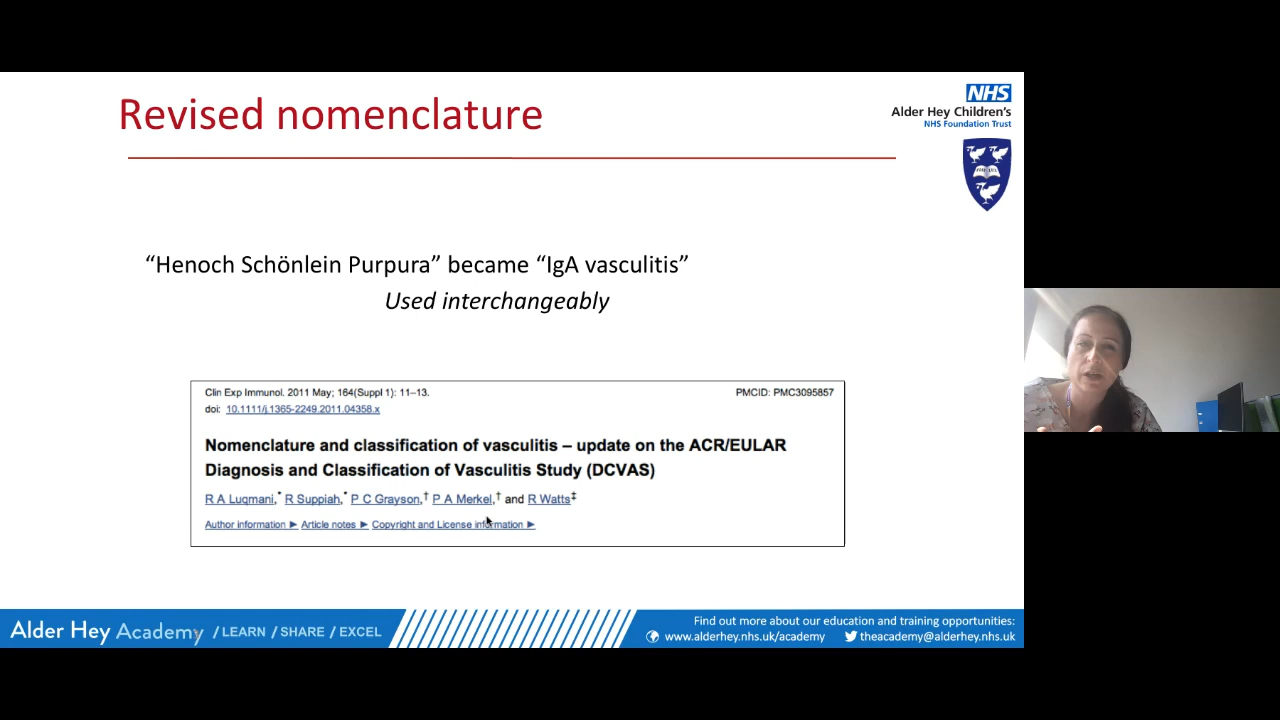 Revised nomenclature
NHS
Alder Hey Children's
NHS Foundation Trust
“Henoch Schönlein Purpura” became “IgA vasculitis”
Used interchangeably
Clin Exp Immunol. 2011 May; 164(Suppl 1): 11–13.
PMCID: PMC3095857
doi: 10.1111/j.1365-2249.2011.04358.x
Nomenclature and classification of vasculitis – update on the ACR/EULAR
Diagnosis and Classification of Vasculitis Study (DCVAS)
R A Luqmani,* R Suppiah,* P C Grayson,† P A Merkel,† and R Watts‡
Author information ▶ Article notes ▶ Copyright and License information ▶
Alder Hey Academy / LEARN / SHARE / EXCEL
Find out more about our education and training opportunities:
www.alderhey.nhs.uk/academy theacademy@alderhey.nhs.uk